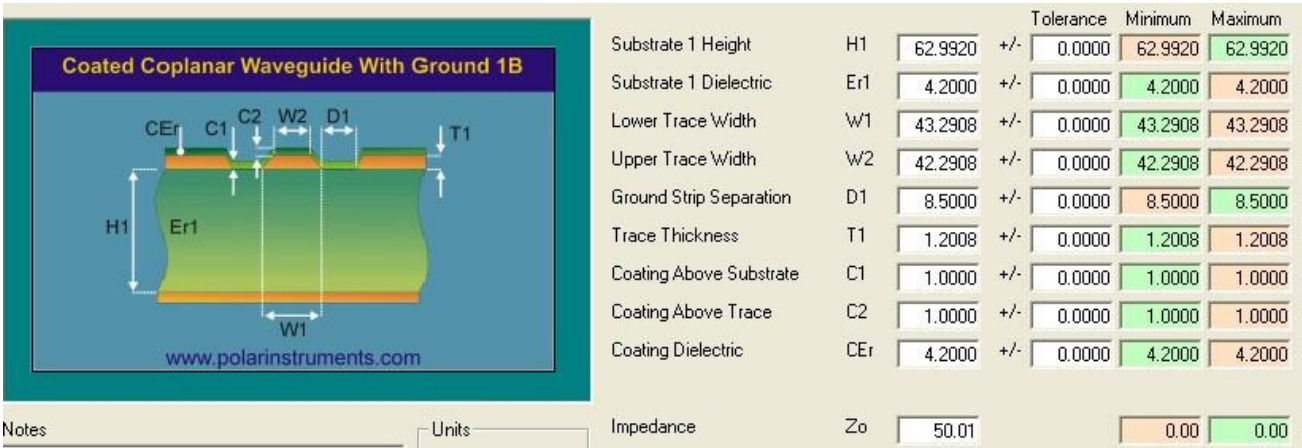 Coated Coplanar Waveguide With Ground 1B
CEr C1 C2 W2 D1 T1
H1 Er1
W1
www.polarinstruments.com
Notes
Units
Tolerance Minimum Maximum
Substrate 1 Height H1 62.9920 +/- 0.0000 62.9920 62.9920
Substrate 1 Dielectric Er1 4.2000 +/- 0.0000 4.2000 4.2000
Lower Trace Width W1 43.2908 +/- 0.0000 43.2908 43.2908
Upper Trace Width W2 42.2908 +/- 0.0000 42.2908 42.2908
Ground Strip Separation D1 8.5000 +/- 0.0000 8.5000 8.5000
Trace Thickness T1 1.2008 +/- 0.0000 1.2008 1.2008
Coating Above Substrate C1 1.0000 +/- 0.0000 1.0000 1.0000
Coating Above Trace C2 1.0000 +/- 0.0000 1.0000 1.0000
Coating Dielectric CEr 4.2000 +/- 0.0000 4.2000 4.2000
Impedance Zo 50.01 0.00 0.00